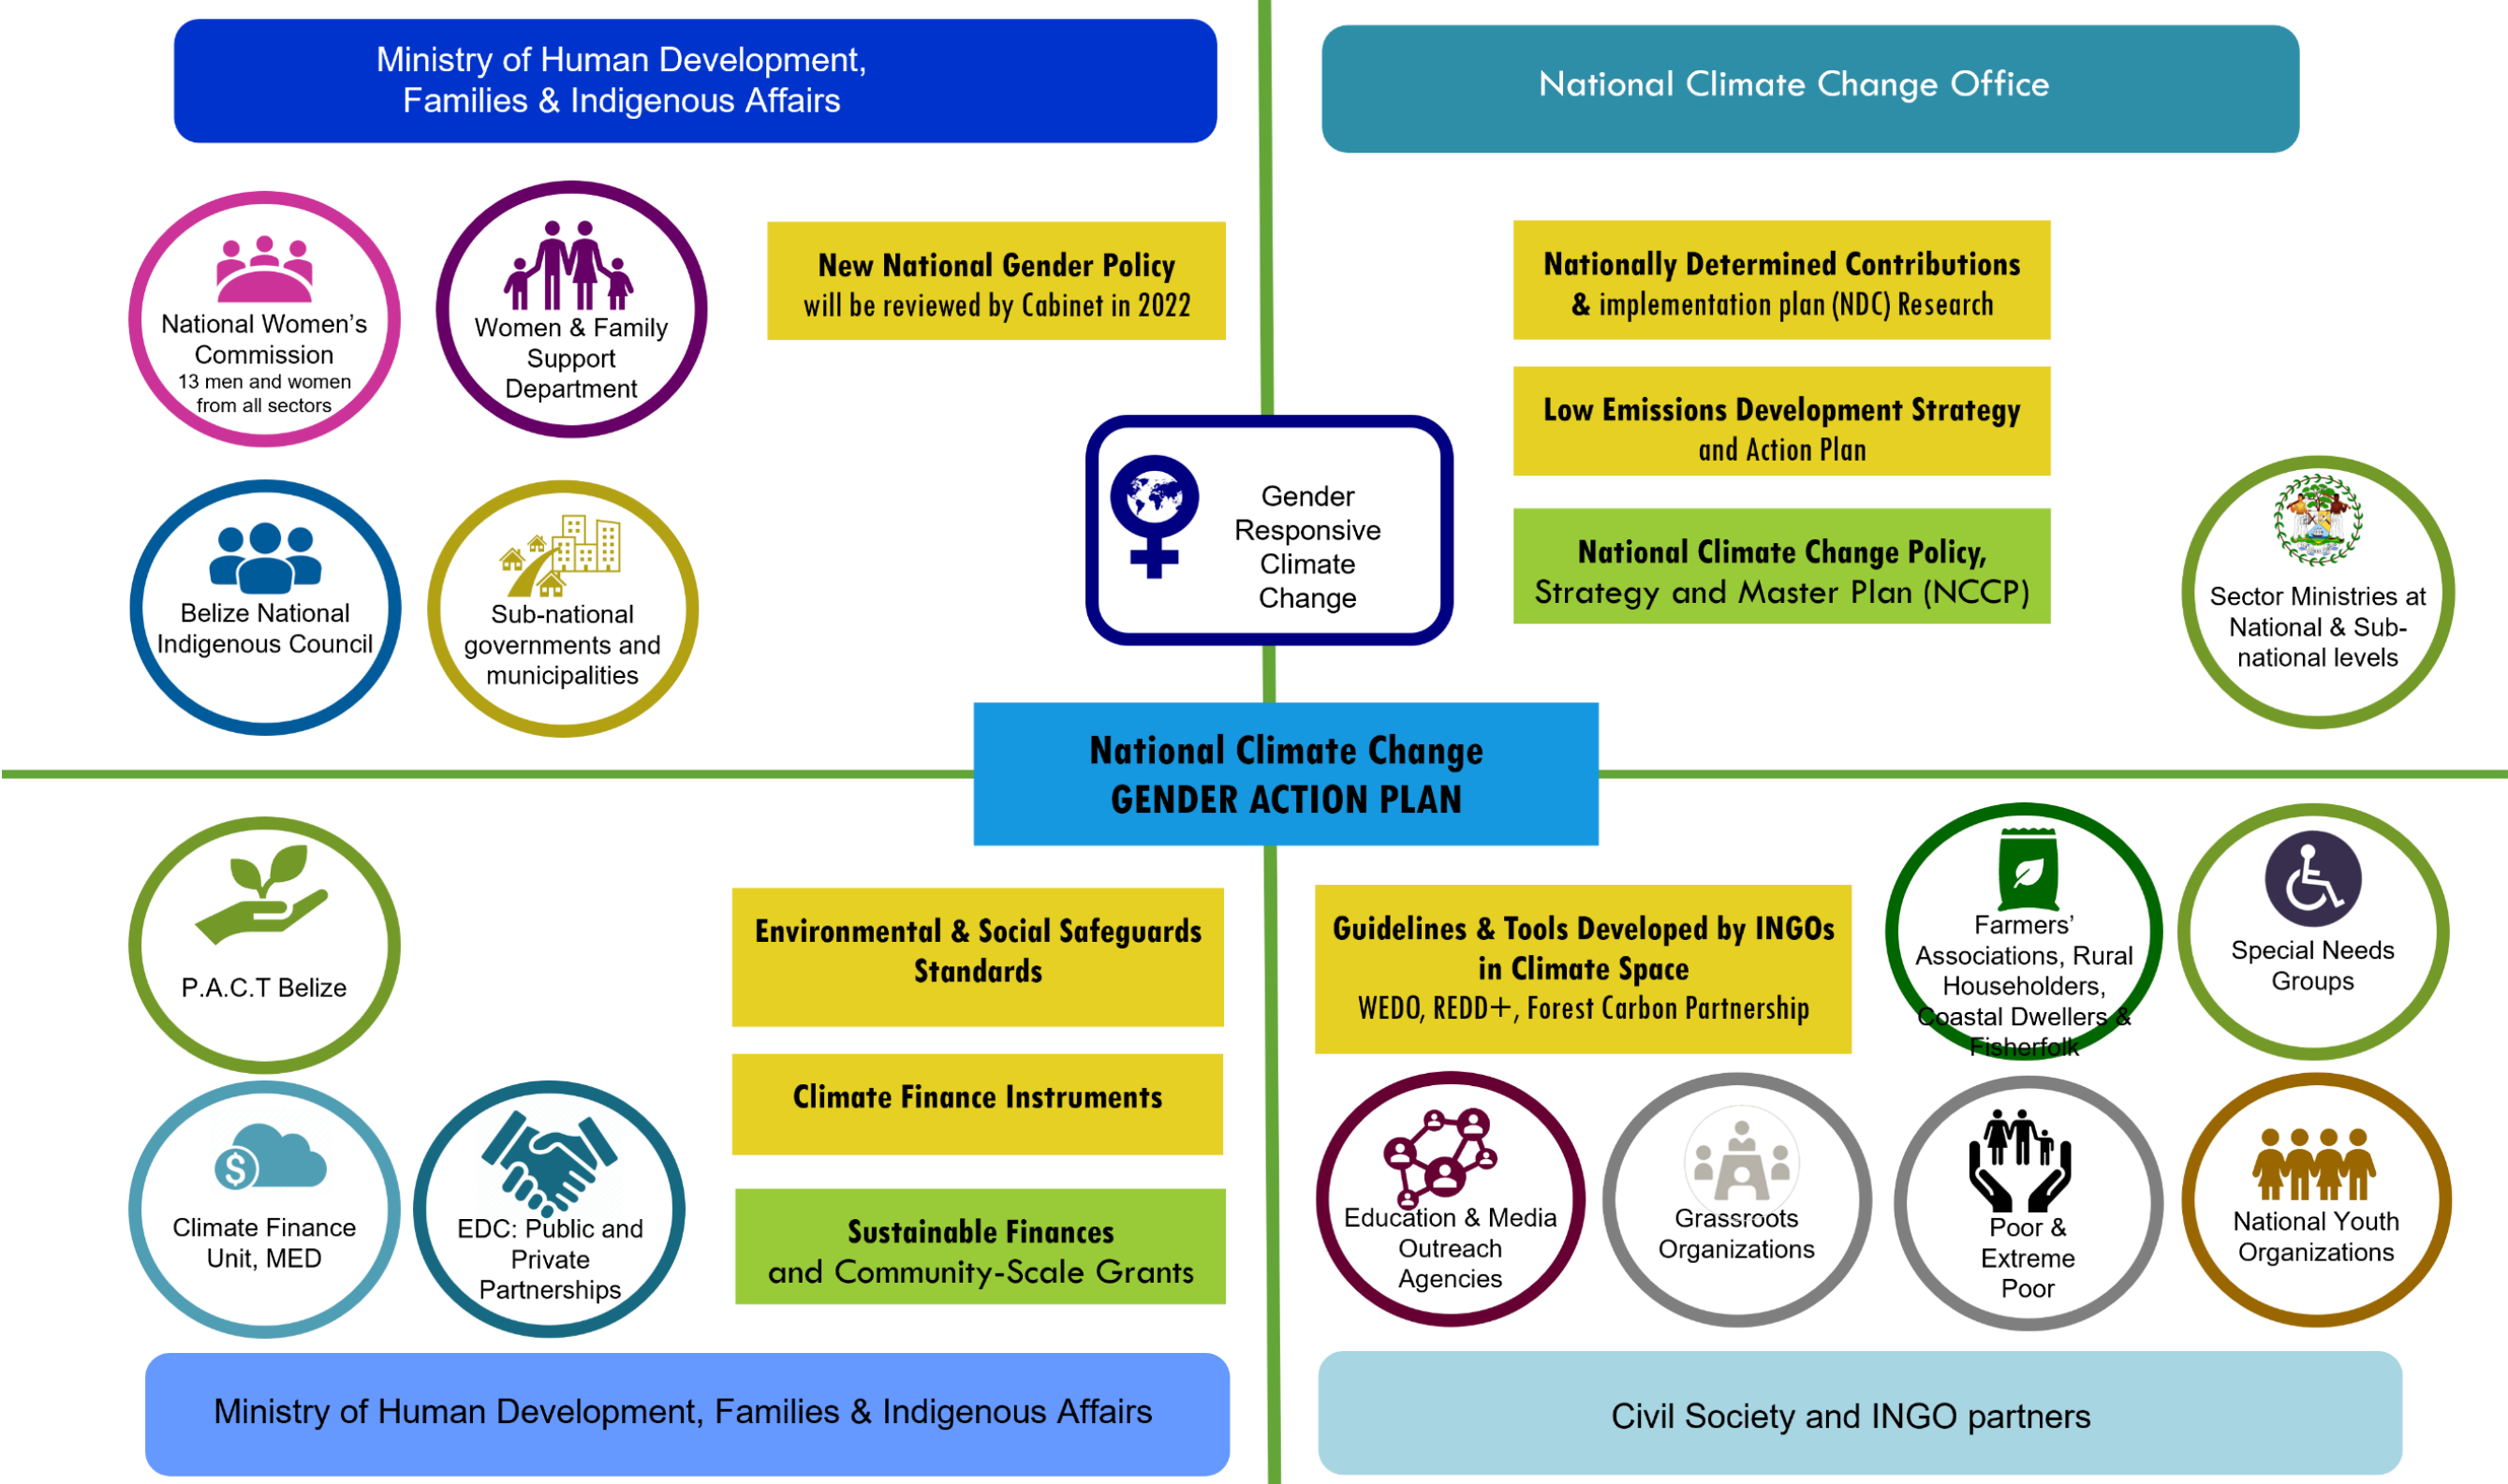 Ministry of Human Development,
Families & Indigenous Affairs
National Climate Change Office
National Women's
Commission
13 men and women
from all sectors
Women & Family
Support
Department
New National Gender Policy
will be reviewed by Cabinet in 2022
Belize National
Indigenous Council
Sub-national
governments and
municipalities
Gender
Responsive
Climate
Change
Nationally Determined Contributions
& implementation plan (NDC) Research
Low Emissions Development Strategy
and Action Plan
National Climate Change Policy,
Strategy and Master Plan (NCCP)
Sector Ministries at
National & Sub-
national levels
National Climate Change
GENDER ACTION PLAN
P.A.C.T Belize
Climate Finance
Unit, MED
EDC: Public and
Private
Partnerships
Environmental & Social Safeguards
Standards
Climate Finance Instruments
Sustainable Finances
and Community-Scale Grants
Guidelines & Tools Developed by INGOs
in Climate Space
WEDO, REDD+, Forest Carbon Partnership
Farmers'
Associations, Rural
Householders,
Coastal Dwellers &
Fisherfolk
Special Needs
Groups
Education & Media
Outreach
Agencies
Grassroots
Organizations
Poor &
Extreme
Poor
National Youth
Organizations
Ministry of Human Development, Families & Indigenous Affairs
Civil Society and INGO partners